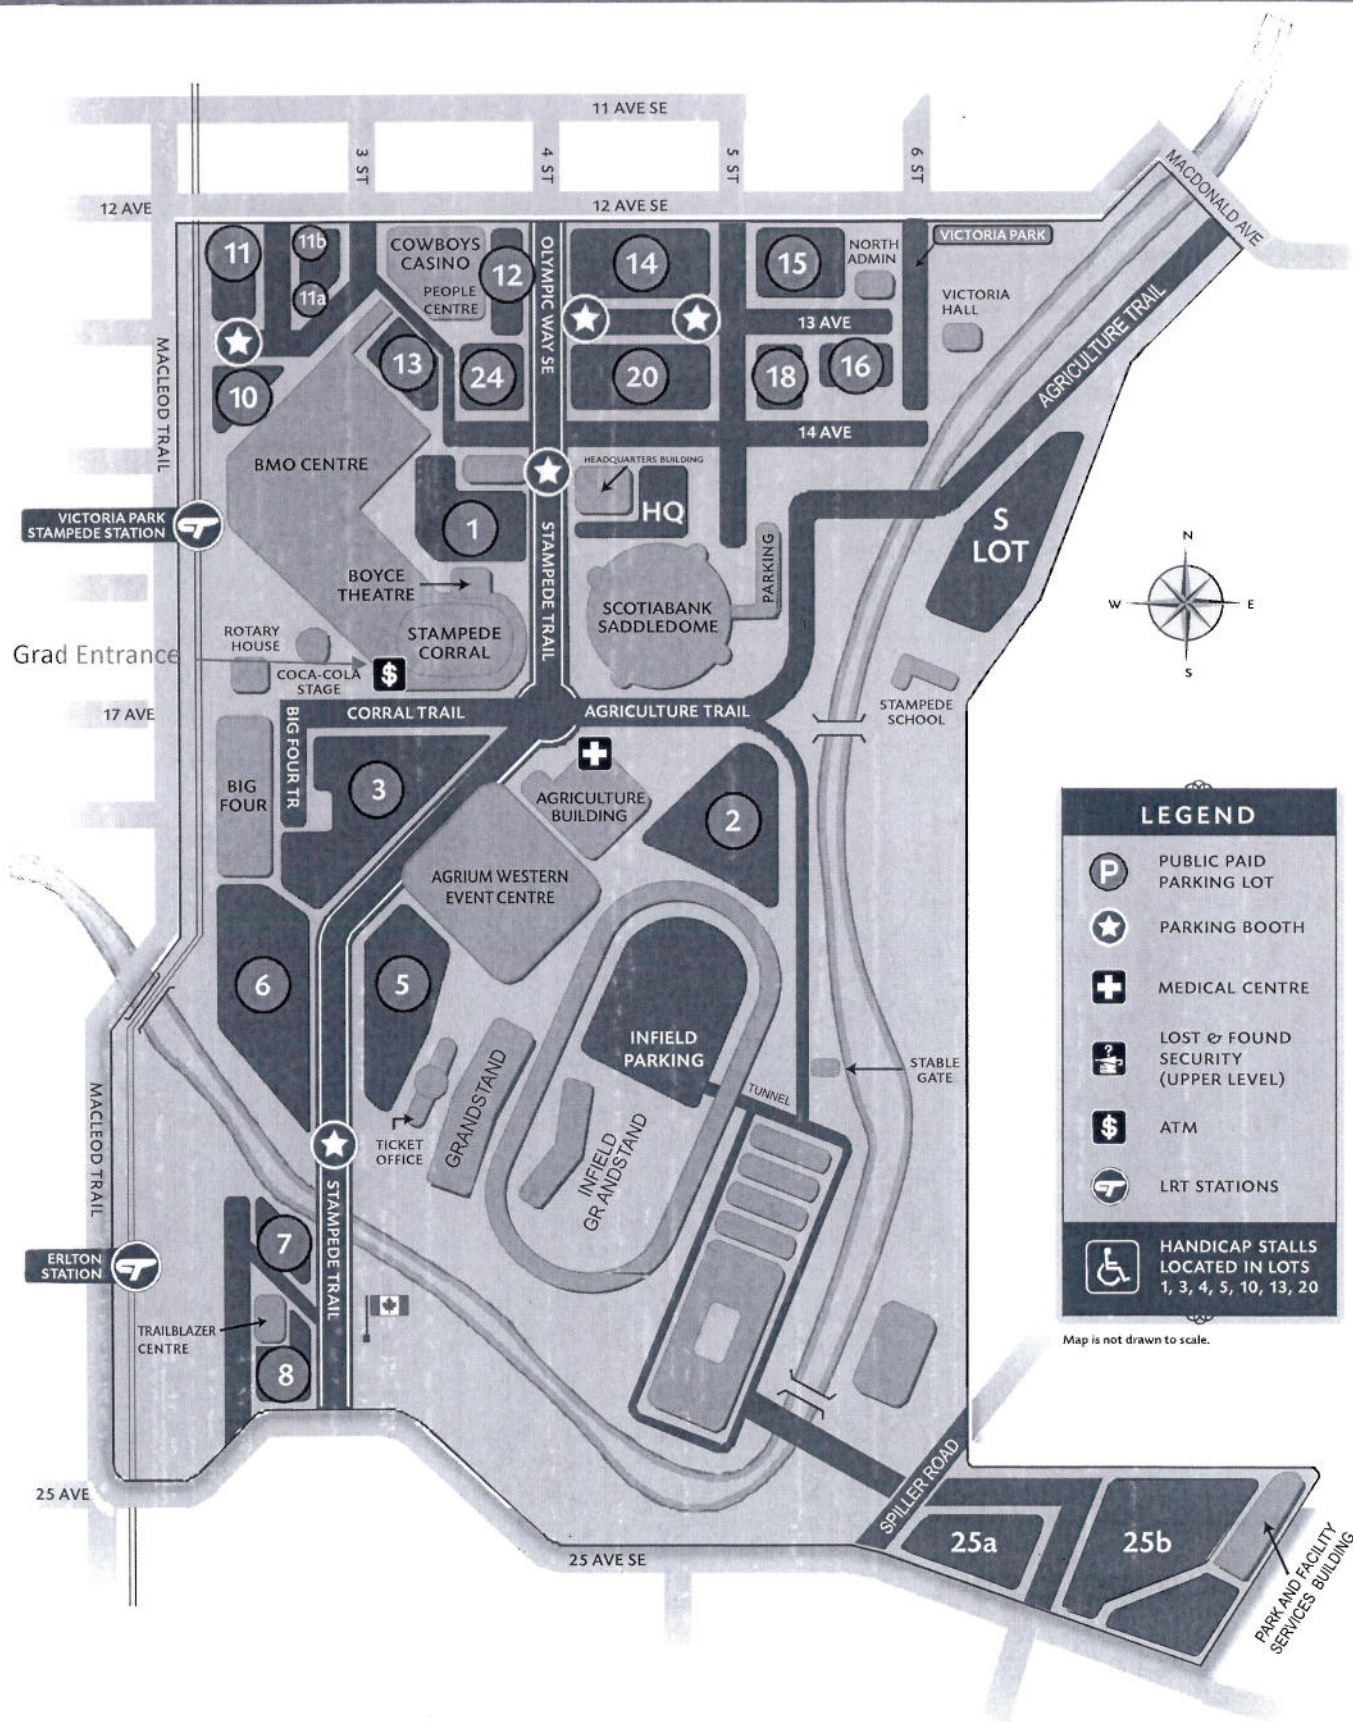 11 AVE SE
3 ST
4 ST
5 ST
6 ST
MACDONALD AVE
12 AVE
12 AVE SE
11
11b
11a
COWBOYS
CASINO
PEOPLE
CENTRE
12
OLYMPIC WAY SE
14
15
NORTH
ADMIN
VICTORIA PARK
VICTORIA
HALL
13 AVE
AGRICULTURE TRAIL
MACLEOD TRAIL
10
13
24
20
18
16
14 AVE
BMO CENTRE
HEADQUARTERS BUILDING
HQ
1
S
LOT
VICTORIA PARK
STAMPEDE STATION
STAMPEDE TRAIL
PARKING
BOYCE
THEATRE
SCOTIABANK
SADDLEDOME
N
W
E
S
ROTARY
HOUSE
STAMPEDE
CORRAL
Grad Entrance
COCA-COLA
STAGE
$
STAMPEDE
SCHOOL
17 AVE
CORRAL TRAIL
AGRICULTURE TRAIL
BIG FOUR TR
BIG
FOUR
3
AGRICULTURE
BUILDING
2
AGRIUM WESTERN
EVENT CENTRE
6
5
INFIELD
PARKING
STABLE
GATE
TUNNEL
GRANDSTAND
TICKET
OFFICE
INFIELD
GRANDSTAND
MACLEOD TRAIL
STAMPEDE TRAIL
7
ERLTON
STATION
TRAILBLAZER
CENTRE
8
LEGEND
P
PUBLIC PAID
PARKING LOT
PARKING BOOTH
MEDICAL CENTRE
?
LOST & FOUND
SECURITY
(UPPER LEVEL)
$
ATM
LRT STATIONS
HANDICAP STALLS
LOCATED IN LOTS
1, 3, 4, 5, 10, 13, 20
Map is not drawn to scale.
25 AVE
SPILLER ROAD
25 AVE SE
25a
25b
PARK AND FACILITY
SERVICES BUILDING